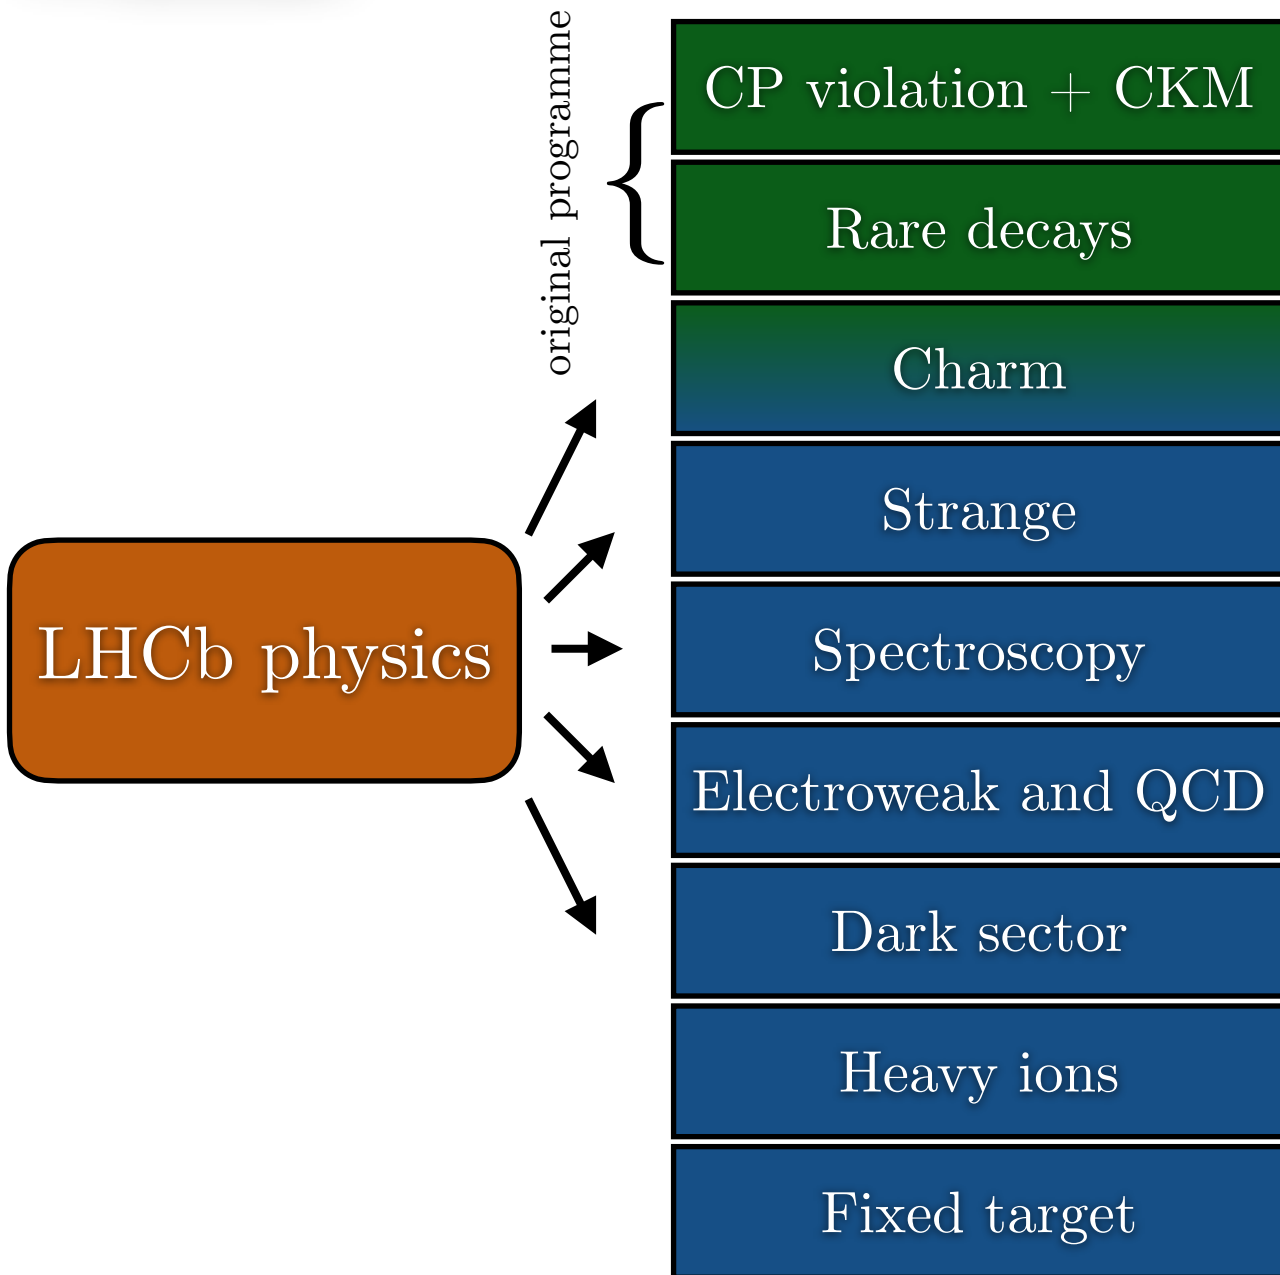 original programme
CP violation + CKM
Rare decays
Charm
Strange
LHCb physics
Spectroscopy
Electroweak and QCD
Dark sector
Heavy ions
Fixed target